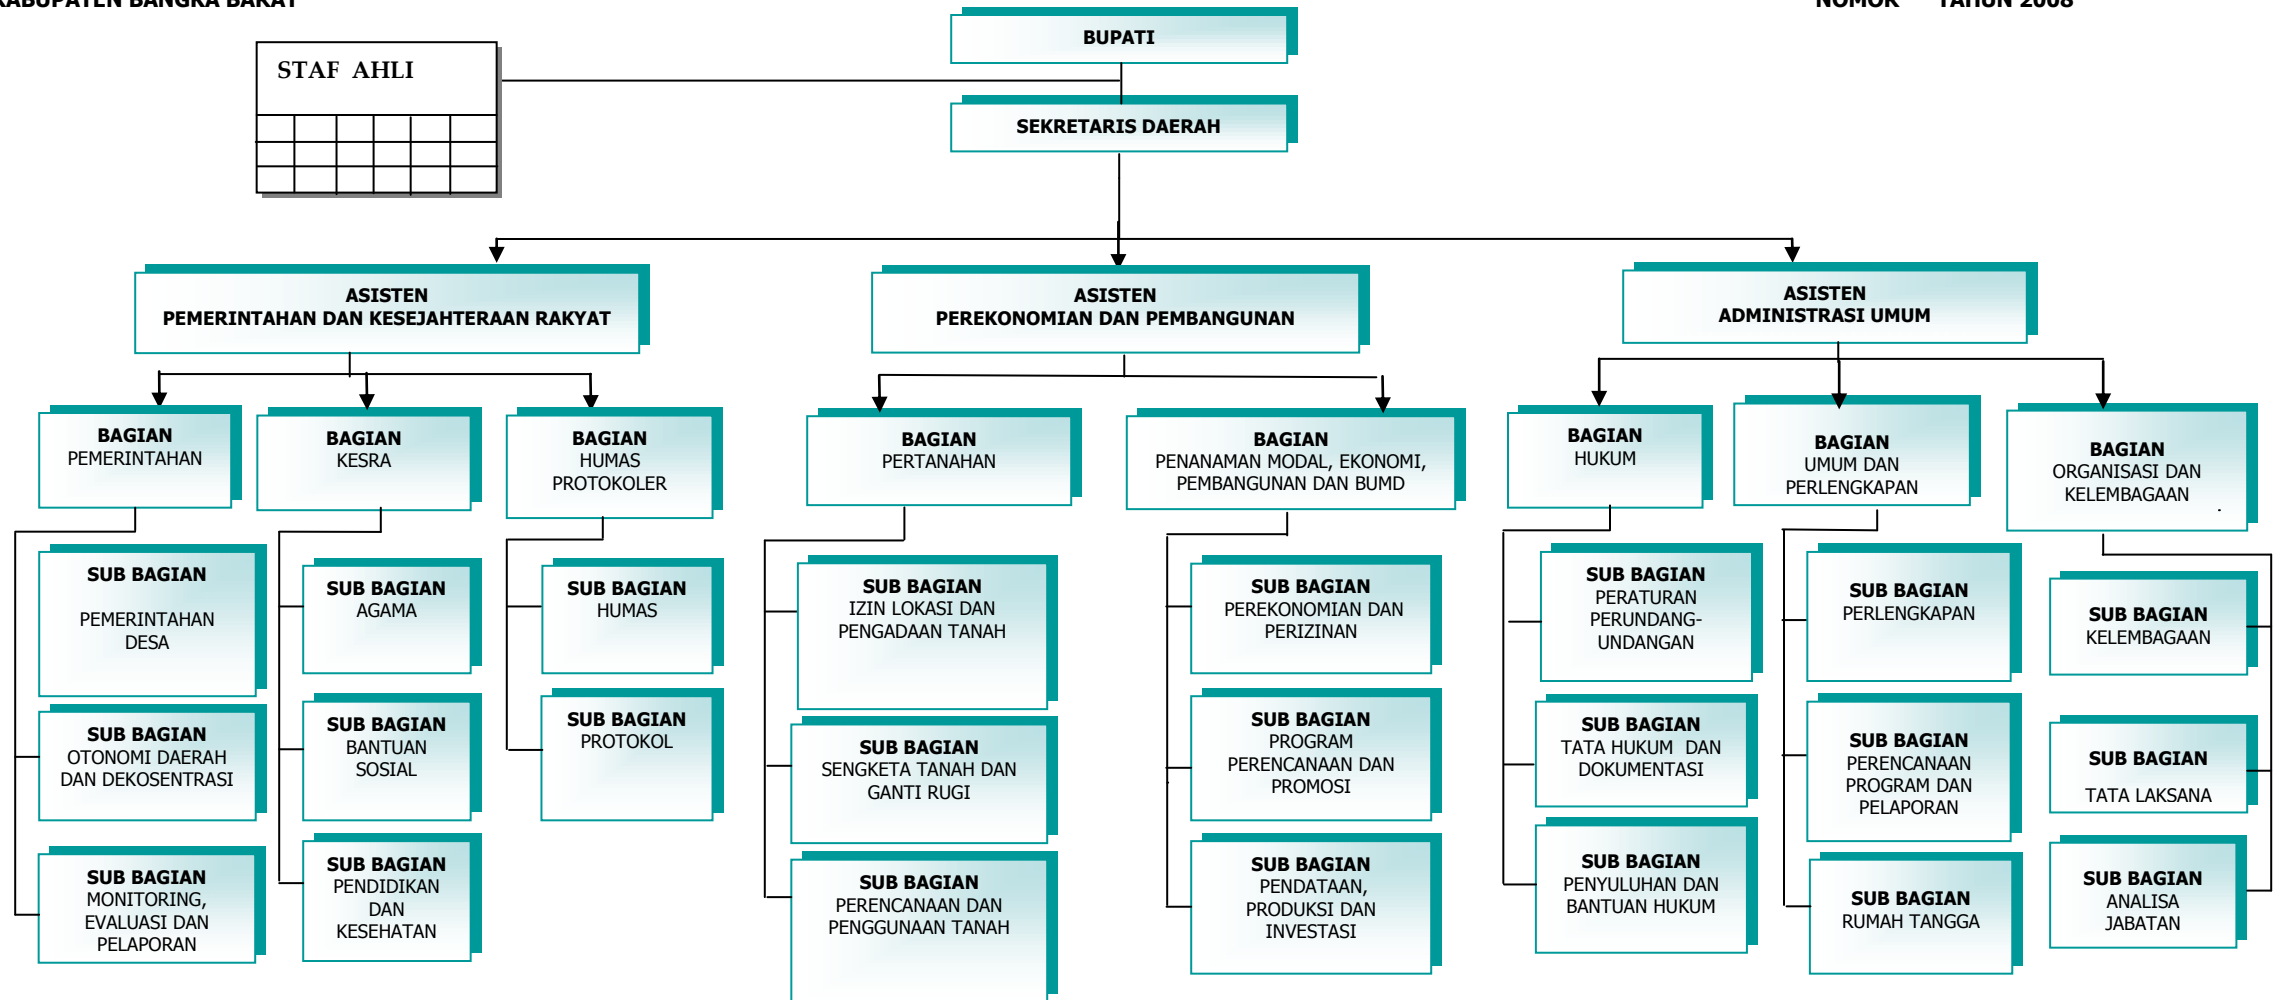 KABUPATEN BANGKA BARAT
NOMOR TAHUN 2008
BUPATI
STAF AHLI
SEKRETARIS DAERAH
ASISTEN
PEMERINTAHAN DAN KESEJAHTERAAN RAKYAT
ASISTEN
PEREKONOMIAN DAN PEMBANGUNAN
ASISTEN
ADMINISTRASI UMUM
BAGIAN
PEMERINTAHAN
BAGIAN
KESRA
BAGIAN
HUMAS
PROTOKOLER
BAGIAN
PERTANAHAN
BAGIAN
PENANAMAN MODAL, EKONOMI,
PEMBANGUNAN DAN BUMD
BAGIAN
HUKUM
BAGIAN
UMUM DAN
PERLENGKAPAN
BAGIAN
ORGANISASI DAN
KELEMBAGAAN
.
SUB BAGIAN
PEMERINTAHAN
DESA
SUB BAGIAN
AGAMA
SUB BAGIAN
HUMAS
SUB BAGIAN
IZIN LOKASI DAN
PENGADAAN TANAH
SUB BAGIAN
PEREKONOMIAN DAN
PERIZINAN
SUB BAGIAN
PERATURAN
PERUNDANG-
UNDANGAN
SUB BAGIAN
PERLENGKAPAN
SUB BAGIAN
KELEMBAGAAN
SUB BAGIAN
OTONOMI DAERAH
DAN DEKOSENTRASI
SUB BAGIAN
BANTUAN
SOSIAL
SUB BAGIAN
PROTOKOL
SUB BAGIAN
SENGKETA TANAH DAN
GANTI RUGI
SUB BAGIAN
PROGRAM
PERENCANAAN DAN
PROMOSI
SUB BAGIAN
TATA HUKUM DAN
DOKUMENTASI
SUB BAGIAN
PERENCANAAN
PROGRAM DAN
PELAPORAN
SUB BAGIAN
TATA LAKSANA
SUB BAGIAN
MONITORING,
EVALUASI DAN
PELAPORAN
SUB BAGIAN
PENDIDIKAN
DAN
KESEHATAN
SUB BAGIAN
PERENCANAAN DAN
PENGGUNAAN TANAH
SUB BAGIAN
PENDATAAN,
PRODUKSI DAN
INVESTASI
SUB BAGIAN
PENYULUHAN DAN
BANTUAN HUKUM
SUB BAGIAN
RUMAH TANGGA
SUB BAGIAN
ANALISA
JABATAN